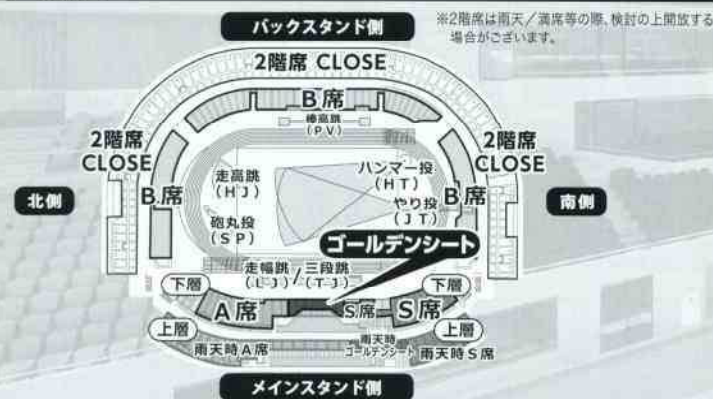 バックスタンド側
※2階席は雨天/満席等の際、検討の上開放する
場合がございます。
2階席 CLOSE
B席
棒高跳
(PV)
2階席
CLOSE
2階席
CLOSE
走高跳
(HJ)
ハンマー投
(HT)
北側
B席
B席
南側
やり投
(JT)
砲丸投
(SP)
ゴールデンシート
走幅跳/三段跳
(LJ)/(TJ)
下層
下層
A席
S席
S席
上層
上層
雨天時A席
雨天時
ゴールデンシート
雨天時S席
メインスタンド側